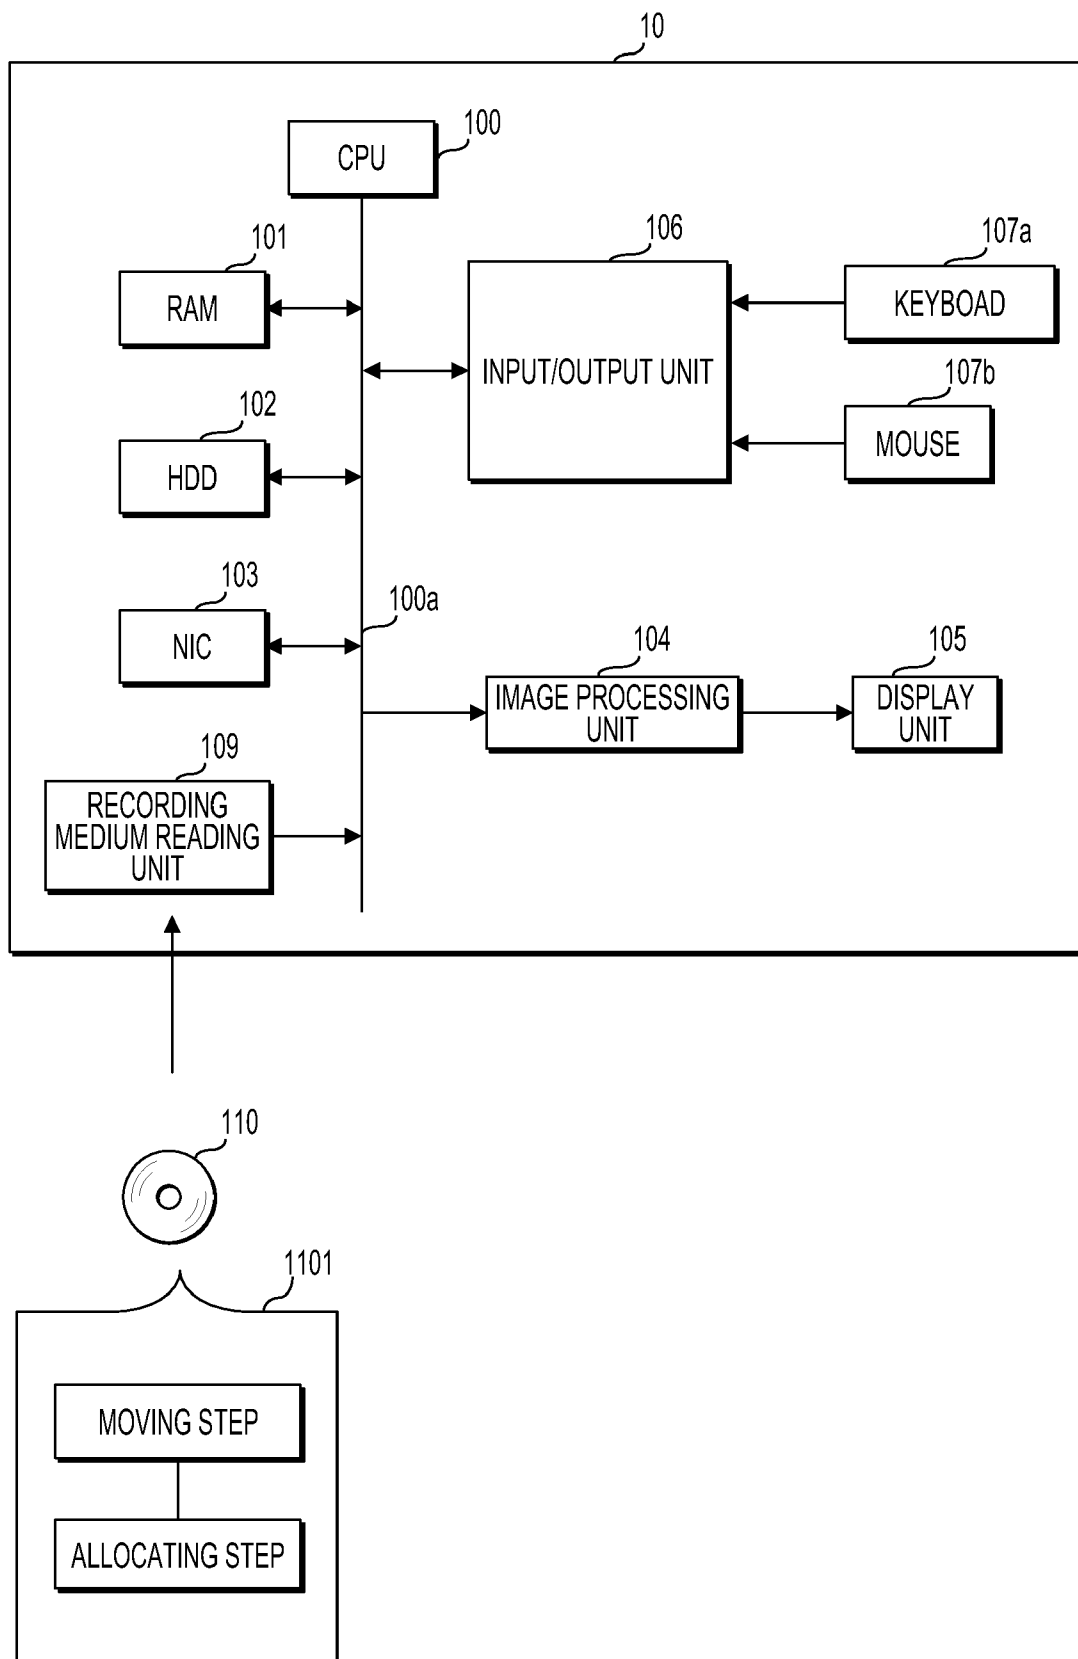 10
100
CPU
101
RAM
106
INPUT/OUTPUT UNIT
107a
KEYBOAD
107b
MOUSE
102
HDD
103
NIC
100a
104
IMAGE PROCESSING
UNIT
105
DISPLAY
UNIT
109
RECORDING
MEDIUM READING
UNIT
110
1101
MOVING STEP
ALLOCATING STEP